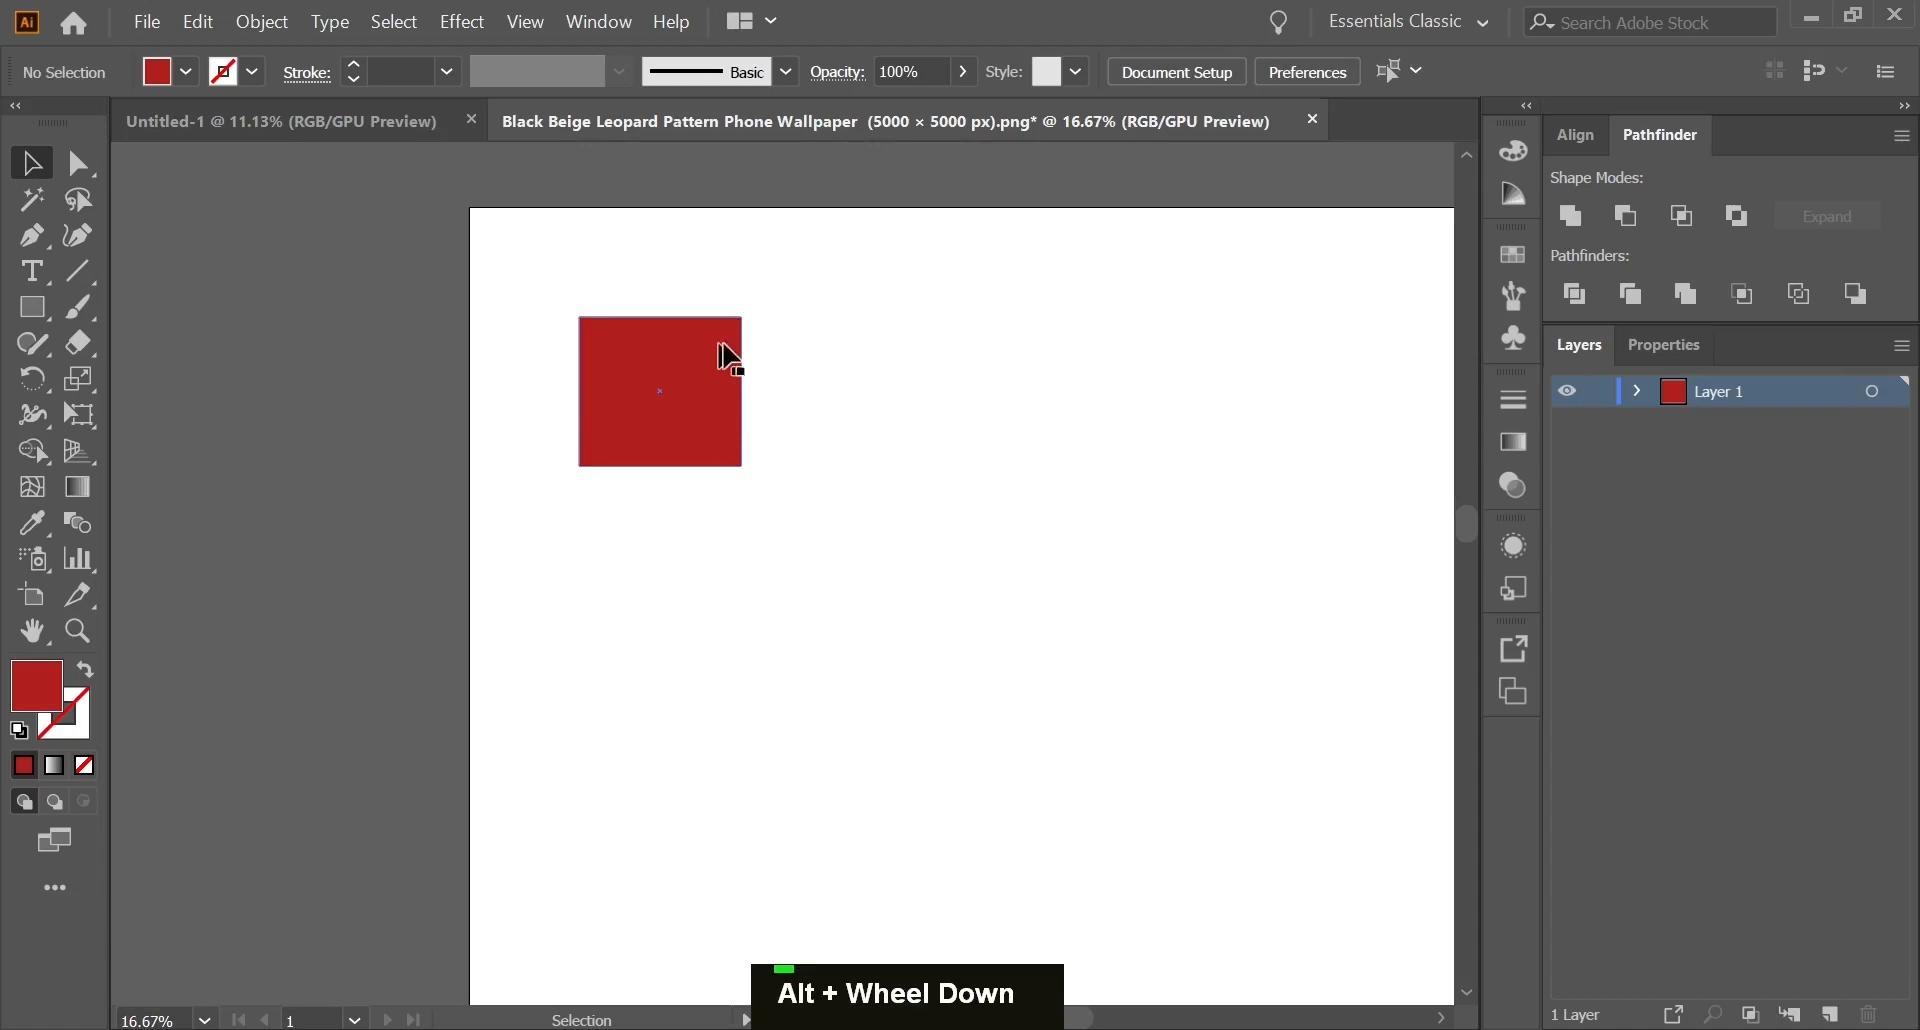 Ai File Edit Object Type Select Effect View Window Help Essentials Classic Search Adobe Stock
No Selection Stroke: Basic Opacity: 100% Style: Document Setup Preferences
Untitled-1 @ 11.13% (RGB/GPU Preview) Black Beige Leopard Pattern Phone Wallpaper (5000 × 5000 px).png* @ 16.67% (RGB/GPU Preview)
Align Pathfinder
Shape Modes:
Expand
Pathfinders:
Layers Properties
Layer 1
Alt + Wheel Down
16.67% 1 Selection 1 Layer